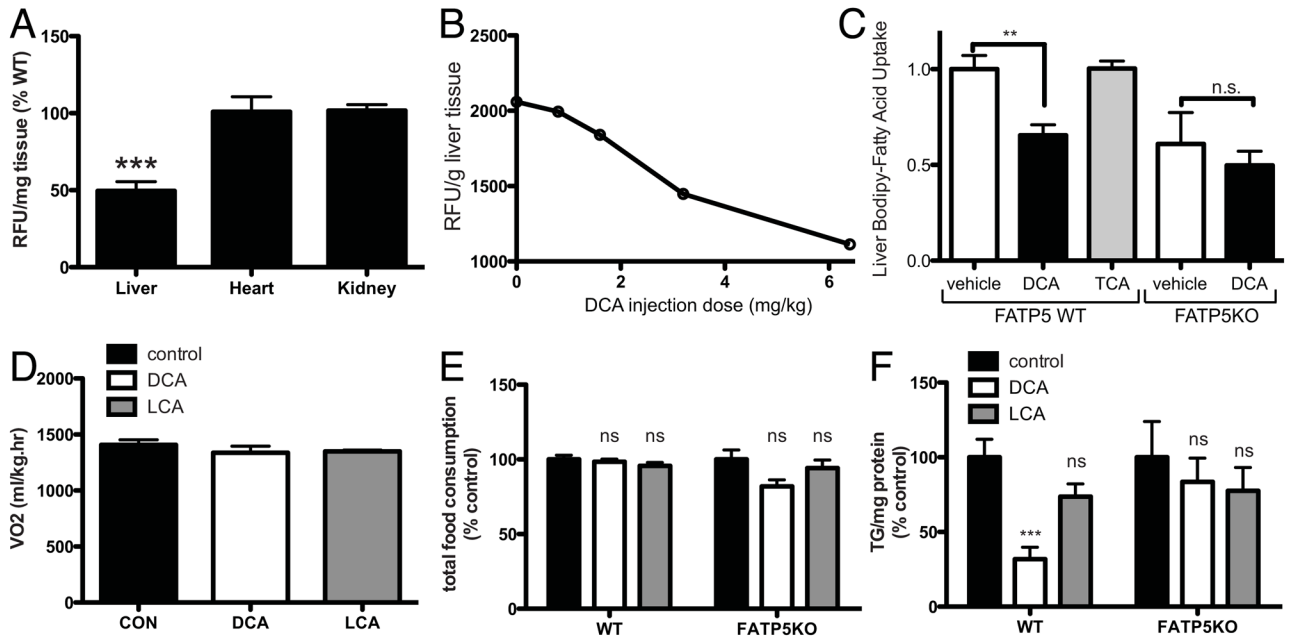 A
RFU/mg tissue (% WT)
150
100
50
0
***
Liver Heart Kidney
B
RFU/g liver tissue
2500
2000
1500
1000
0 2 4 6
DCA injection dose (mg/kg)
C
Liver Bodipy-Fatty Acid Uptake
1.0
0.5
0.0
**
n.s.
vehicle DCA TCA vehicle DCA
FATP5 WT FATP5KO
D
control
DCA
LCA
VO2 (ml/kg.hr)
2000
1500
1000
500
0
CON DCA LCA
E
total food consumption
(% control)
150
100
50
0
ns ns ns ns
WT FATP5KO
F
control
DCA
LCA
TG/mg protein
(% control)
150
100
50
0
*** ns ns ns
WT FATP5KO